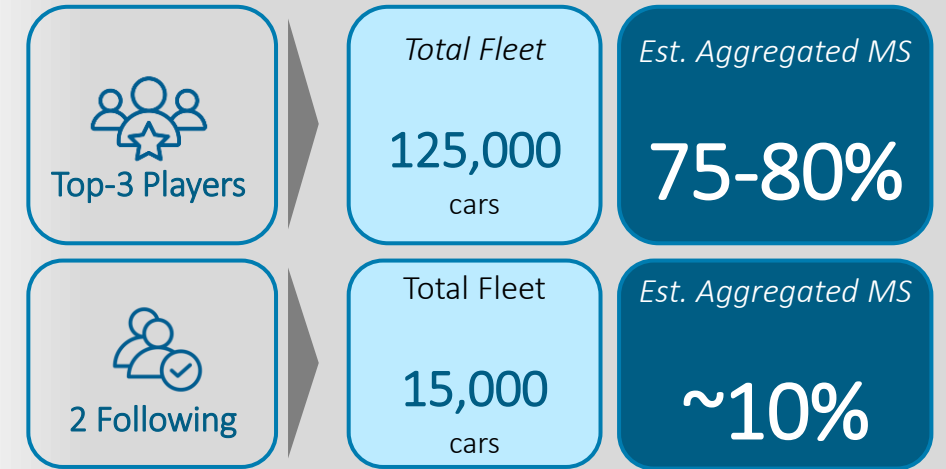 Top-3 Players
Total Fleet
125,000
cars
Est. Aggregated MS
75-80%
2 Following
Total Fleet
15,000
cars
Est. Aggregated MS
~10%